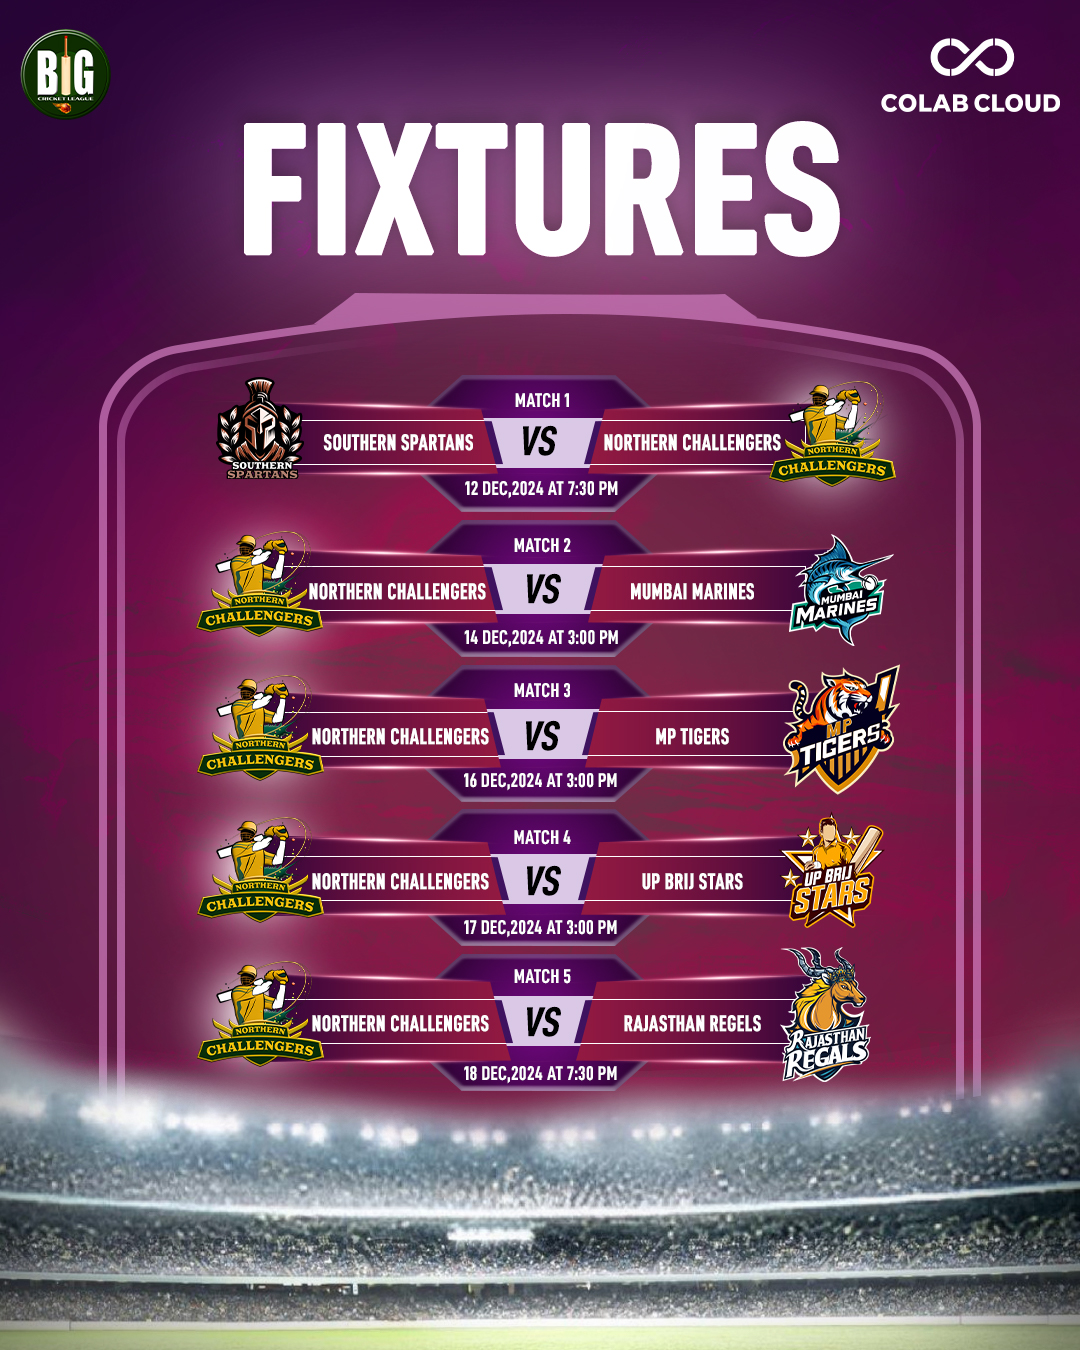 BIG
CRICKET LEAGUE
COLAB CLOUD
FIXTURES
MATCH 1
SOUTHERN SPARTANS VS NORTHERN CHALLENGERS
SOUTHERN
SPARTANS
NORTHERN
CHALLENGERS
12 DEC,2024 AT 7:30 PM
MATCH 2
NORTHERN CHALLENGERS VS MUMBAI MARINES
NORTHERN
CHALLENGERS
MUMBAI
MARINES
14 DEC,2024 AT 3:00 PM
MATCH 3
NORTHERN CHALLENGERS VS MP TIGERS
NORTHERN
CHALLENGERS
MP
TIGERS
16 DEC,2024 AT 3:00 PM
MATCH 4
NORTHERN CHALLENGERS VS UP BRIJ STARS
NORTHERN
CHALLENGERS
UP BRIJ
STARS
17 DEC,2024 AT 3:00 PM
MATCH 5
NORTHERN CHALLENGERS VS RAJASTHAN REGELS
NORTHERN
CHALLENGERS
RAJASTHAN
REGALS
18 DEC,2024 AT 7:30 PM